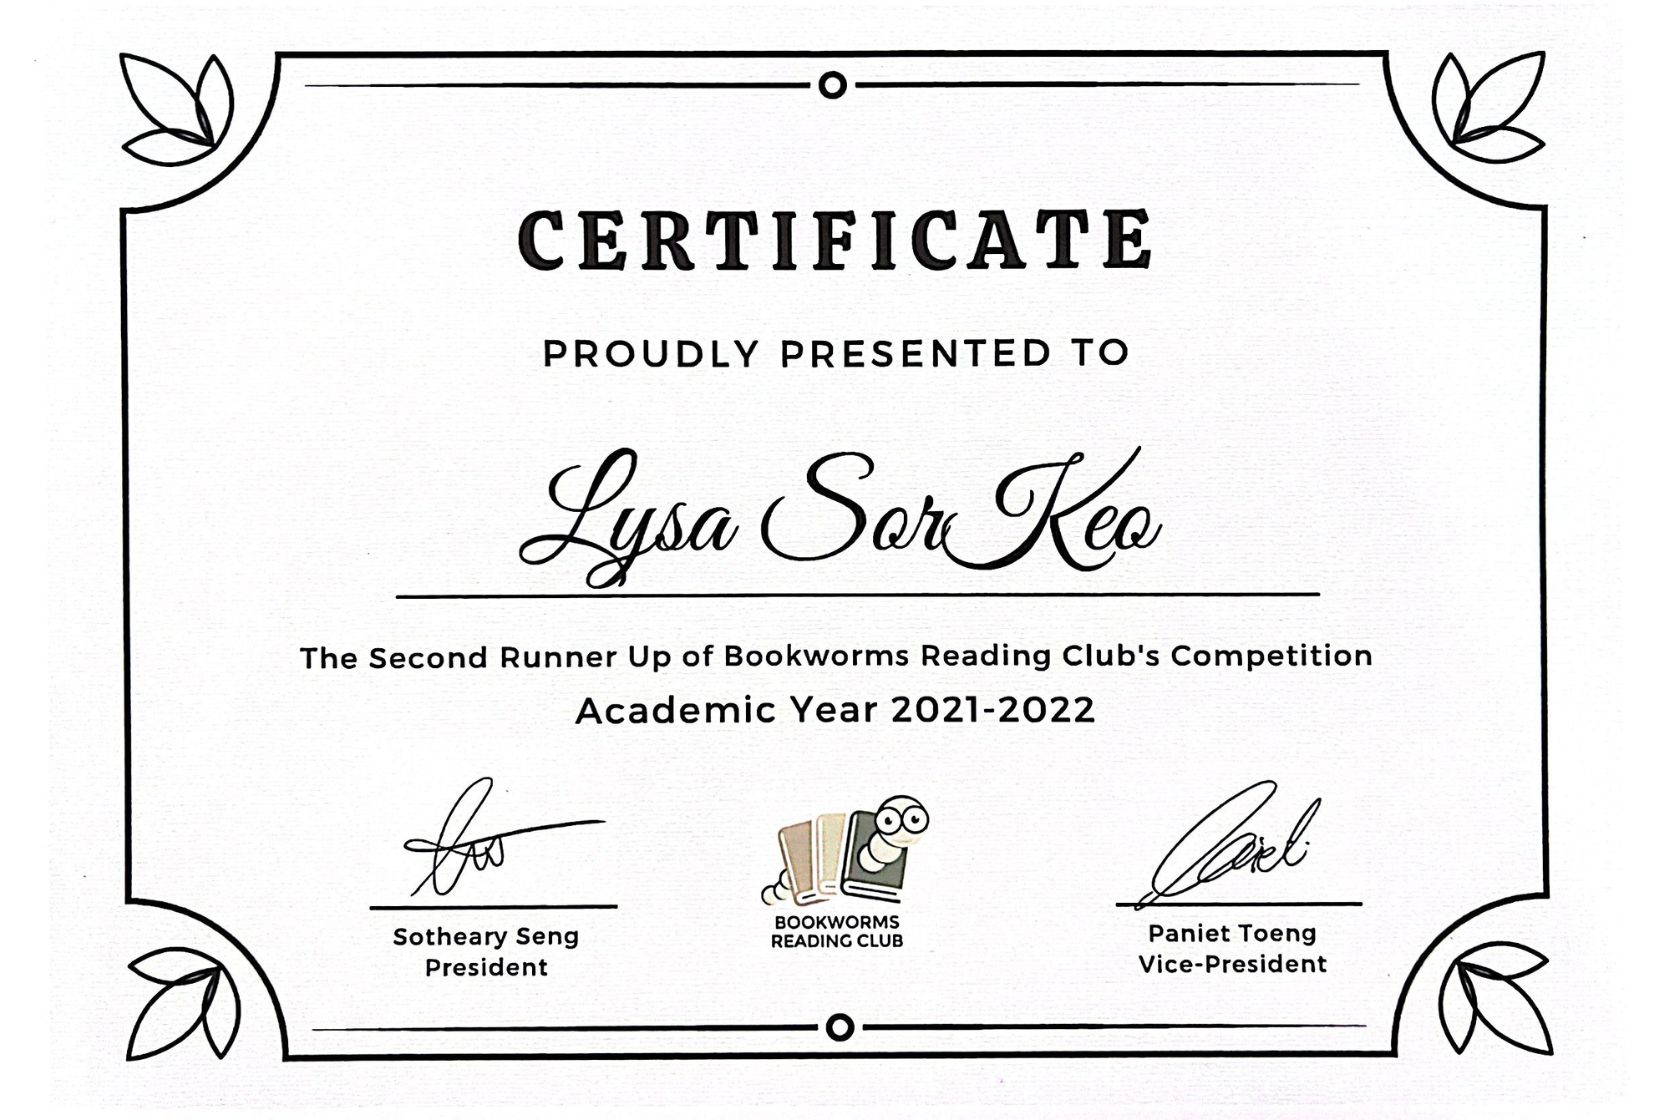 CERTIFICATE
PROUDLY PRESENTED TO
Lysa Sor Keo
The Second Runner Up of Bookworms Reading Club's Competition
Academic Year 2021-2022
BOOKWORMS
READING CLUB
Sotheary Seng
President
Paniet Toeng
Vice-President